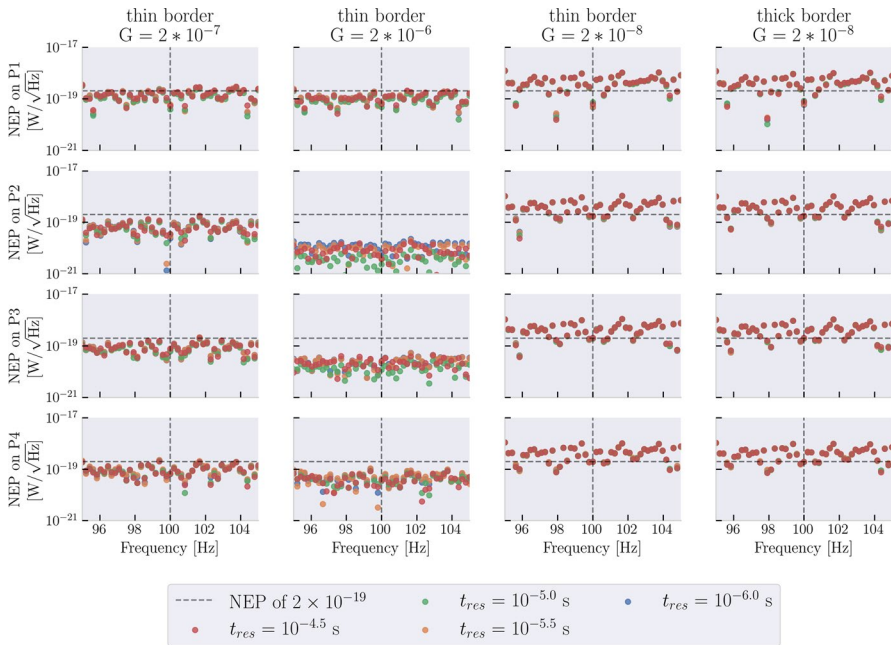 thin border
G = 2 * 10⁻⁷
thin border
G = 2 * 10⁻⁶
thin border
G = 2 * 10⁻⁸
thick border
G = 2 * 10⁻⁸
NEP on P1
[W/√Hz]
10⁻¹⁷
10⁻¹⁹
10⁻²¹
NEP on P2
[W/√Hz]
10⁻¹⁷
10⁻¹⁹
10⁻²¹
NEP on P3
[W/√Hz]
10⁻¹⁷
10⁻¹⁹
10⁻²¹
NEP on P4
[W/√Hz]
10⁻¹⁷
10⁻¹⁹
10⁻²¹
96 98 100 102 104
96 98 100 102 104
96 98 100 102 104
96 98 100 102 104
Frequency [Hz]
Frequency [Hz]
Frequency [Hz]
Frequency [Hz]
NEP of 2 × 10⁻¹⁹
t_res = 10⁻⁵·⁰ s
t_res = 10⁻⁶·⁰ s
t_res = 10⁻⁴·⁵ s
t_res = 10⁻⁵·⁵ s